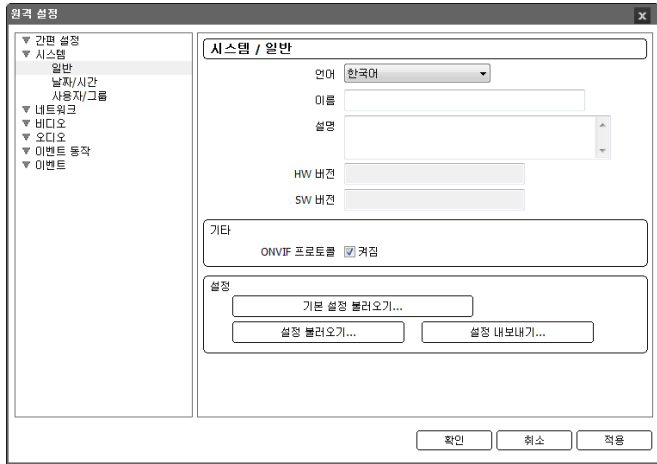 원격 설정
간편 설정
시스템
일반
날짜/시간
사용자/그룹
네트워크
비디오
오디오
이벤트 동작
이벤트
시스템 / 일반
언어 한국어
이름
설명
HW 버전
SW 버전
기타
ONVIF 프로토콜 켜짐
설정
기본 설정 불러오기...
설정 불러오기... 설정 내보내기...
확인 취소 적용